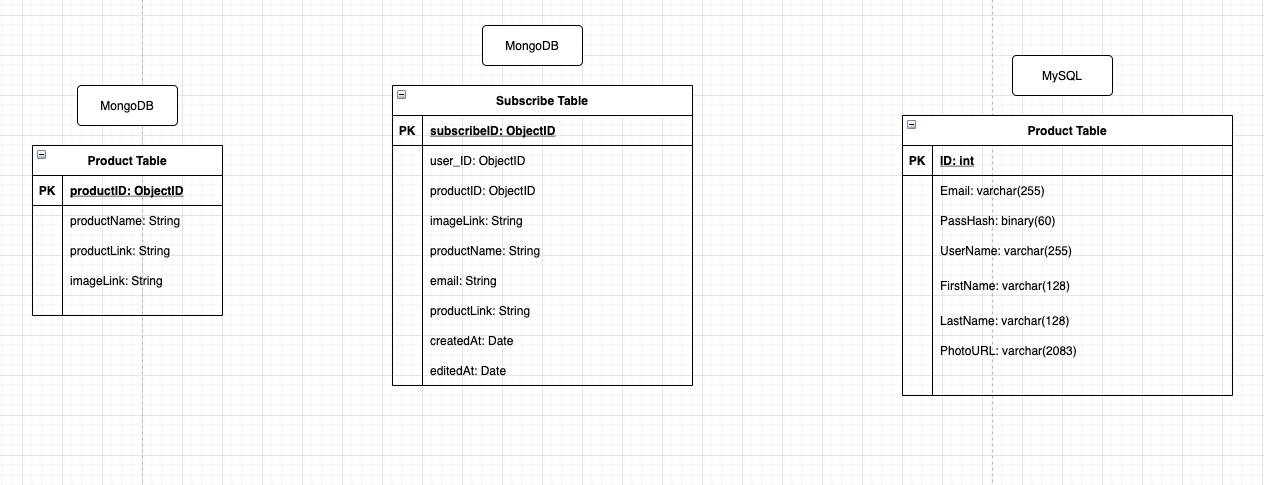 MongoDB
Product Table
PK productID: ObjectID
productName: String
productLink: String
imageLink: String
MongoDB
Subscribe Table
PK subscribeID: ObjectID
user_ID: ObjectID
productID: ObjectID
imageLink: String
productName: String
email: String
productLink: String
createdAt: Date
editedAt: Date
MySQL
Product Table
PK ID: int
Email: varchar(255)
PassHash: binary(60)
UserName: varchar(255)
FirstName: varchar(128)
LastName: varchar(128)
PhotoURL: varchar(2083)